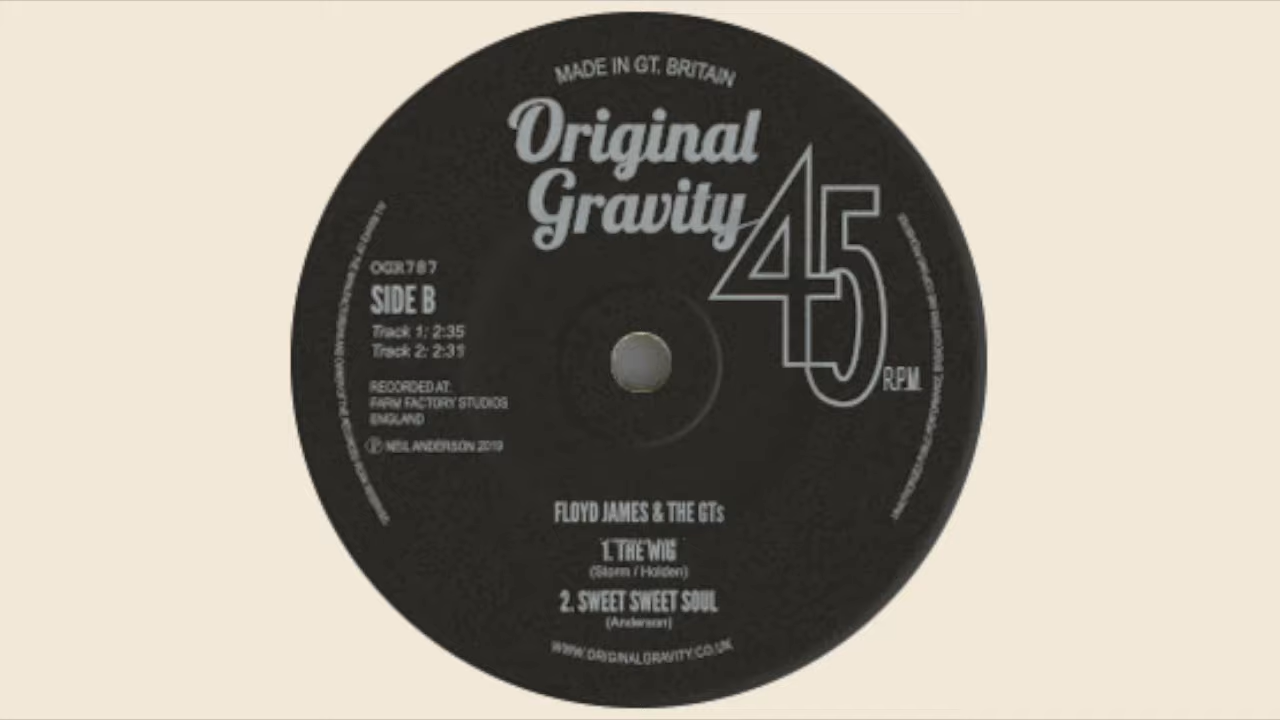 MADE IN GT. BRITAIN
Original
Gravity
45
R.P.M.
OGR787
SIDE B
Track 1: 2:35
Track 2: 2:31
RECORDED AT:
FARM FACTORY STUDIOS
ENGLAND
Ⓟ NEIL ANDERSON 2019
FLOYD JAMES & THE GTs
1. THE WIG
(Storm / Holden)
2. SWEET SWEET SOUL
(Anderson)
WWW.ORIGINALGRAVITY.CO.UK